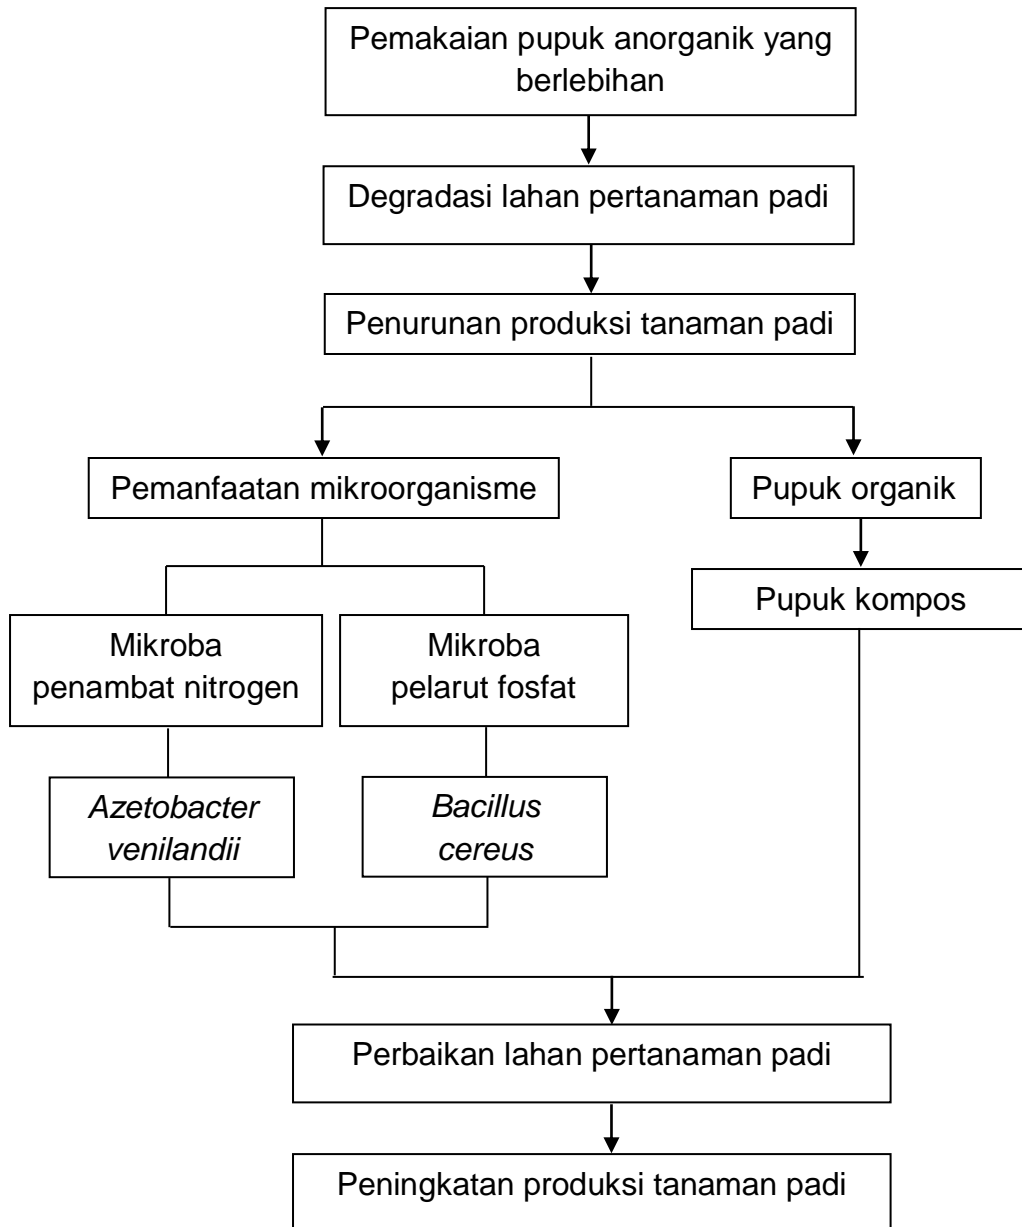 Pemakaian pupuk anorganik yang
berlebihan
Degradasi lahan pertanaman padi
Penurunan produksi tanaman padi
Pemanfaatan mikroorganisme
Pupuk organik
Pupuk kompos
Mikroba
penambat nitrogen
Mikroba
pelarut fosfat
Azetobacter
venilandii
Bacillus
cereus
Perbaikan lahan pertanaman padi
Peningkatan produksi tanaman padi